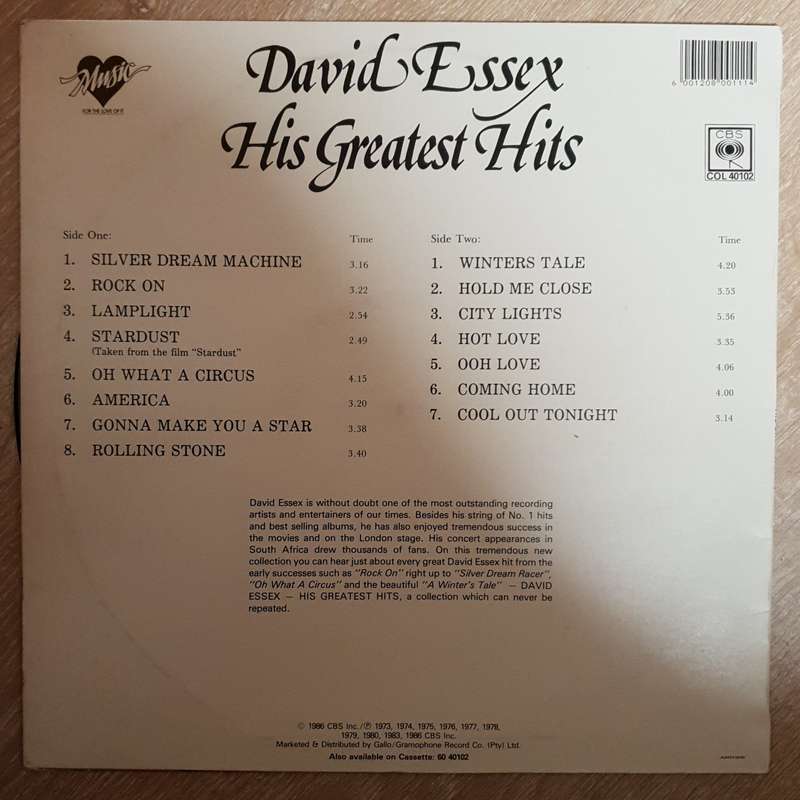 Music
FOR THE LOVE OF IT
David Essex
His Greatest Hits
6 001208 001114
CBS
COL 40102
Side One:
Time
1. SILVER DREAM MACHINE 3.16
2. ROCK ON 3.22
3. LAMPLIGHT 2.54
4. STARDUST 2.49
(Taken from the film "Stardust"
5. OH WHAT A CIRCUS 4.15
6. AMERICA 3.20
7. GONNA MAKE YOU A STAR 3.38
8. ROLLING STONE 3.40
Side Two:
Time
1. WINTERS TALE 4.20
2. HOLD ME CLOSE 3.53
3. CITY LIGHTS 5.36
4. HOT LOVE 3.35
5. OOH LOVE 4.06
6. COMING HOME 4.00
7. COOL OUT TONIGHT 3.14
David Essex is without doubt one of the most outstanding recording
artists and entertainers of our times. Besides his string of No. 1 hits
and best selling albums, he has also enjoyed tremendous success in
the movies and on the London stage. His concert appearances in
South Africa drew thousands of fans. On this tremendous new
collection you can hear just about every great David Essex hit from the
early successes such as "Rock On" right up to "Silver Dream Racer",
"Oh What A Circus" and the beautiful "A Winter's Tale" — DAVID
ESSEX — HIS GREATEST HITS, a collection which can never be
repeated.
© 1986 CBS Inc./℗ 1973, 1974, 1975, 1976, 1977, 1978,
1979, 1980, 1983, 1986 CBS Inc.
Marketed & Distributed by Gallo/Gramophone Record Co. (Pty) Ltd.
Also available on Cassette: 60 40102